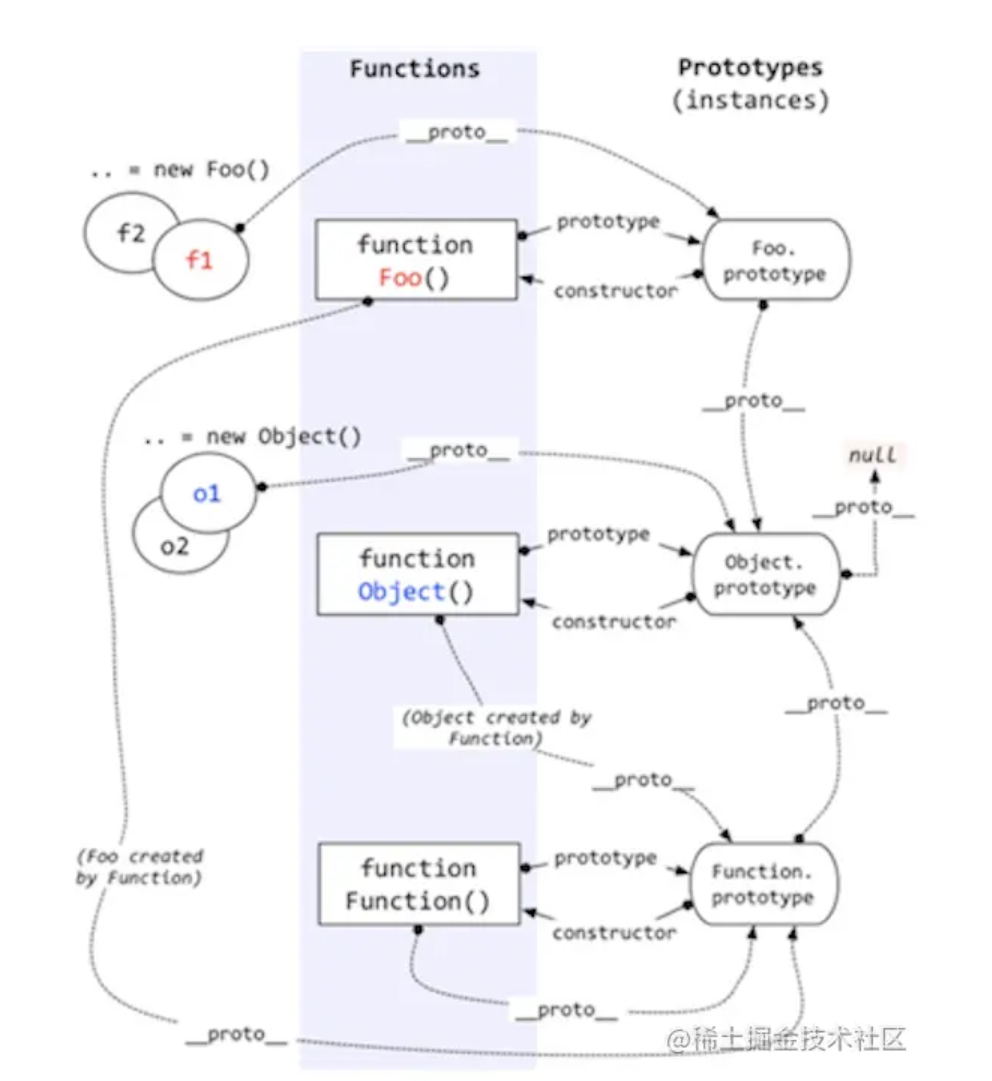 Functions
Prototypes
(instances)
__proto__
.. = new Foo()
f2
f1
function
Foo()
prototype
constructor
Foo.
prototype
__proto__
.. = new Object()
__proto__
null
__proto__
o1
o2
function
Object()
prototype
constructor
Object.
prototype
(Object created by
Function)
__proto__
__proto__
(Foo created
by Function)
function
Function()
prototype
constructor
Function.
prototype
__proto__
__proto__
@稀土掘金技术社区